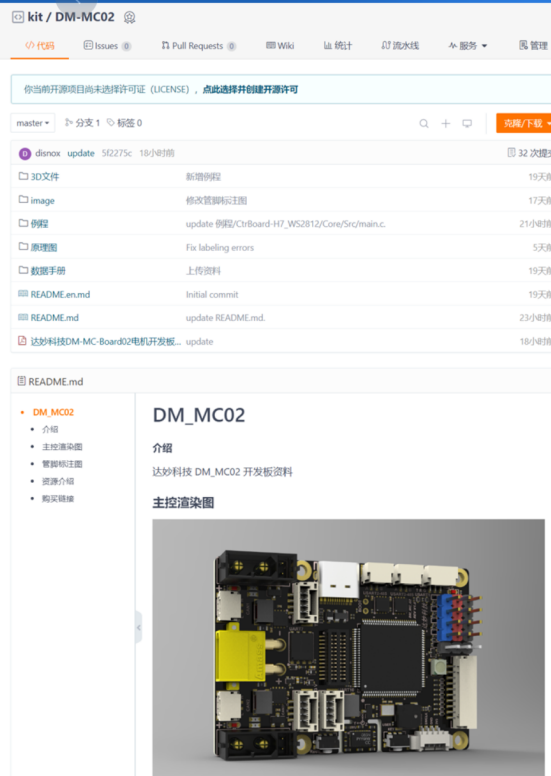 kit / DM-MC02
代码 Issues 0 Pull Requests 0 Wiki 统计 流水线 服务 管理
你当前开源项目尚未选择许可证（LICENSE），点此选择并创建开源许可
master 分支 1 标签 0 克隆/下载
D disnox update 5f2275c 18小时前 32 次提交
3D文件 新增例程 19天前
image 修改管脚标注图 17天前
例程 update 例程/CtrBoard-H7_WS2812/Core/Src/main.c. 21小时前
原理图 Fix labeling errors 5天前
数据手册 上传资料 19天前
README.en.md Initial commit 19天前
README.md update README.md. 23小时前
达妙科技DM-MC-Board02电机开发板... update 18小时前
README.md
DM_MC02
介绍
主控渲染图
管脚标注图
资源介绍
购买链接
DM_MC02
介绍
达妙科技 DM_MC02 开发板资料
主控渲染图